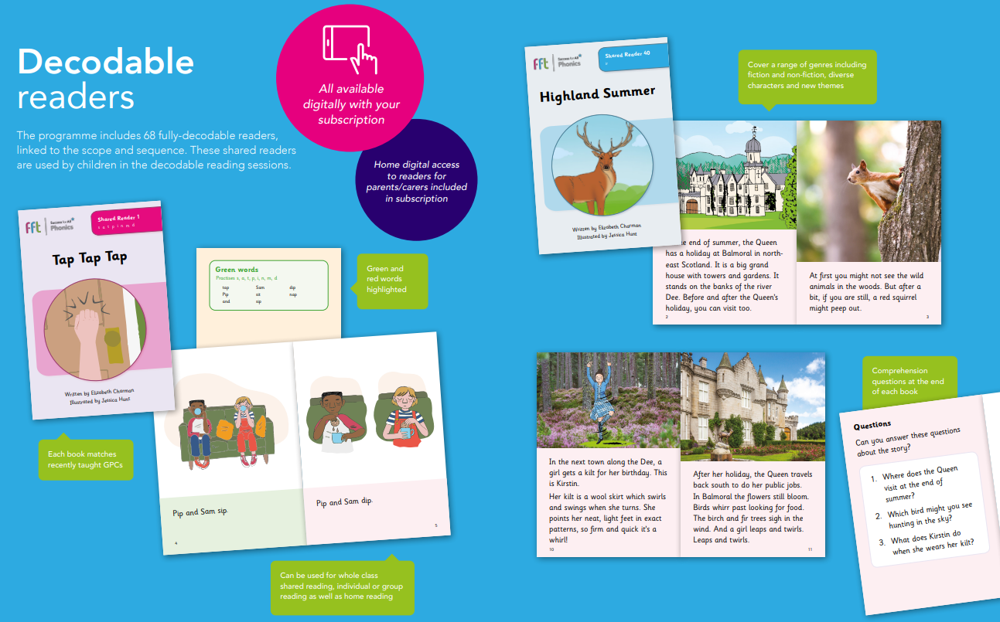 Decodable
readers
The programme includes 68 fully-decodable readers,
linked to the scope and sequence. These shared readers
are used by children in the decodable reading sessions.
All available
digitally with your
subscription
Home digital access
to readers for
parents/carers included
in subscription
fft
Success for All
Phonics
Shared Reader 1
s a t p i n m d
Tap Tap Tap
Written by Elizabeth Charman
Illustrated by Jessica Hunt
Each book matches
recently taught GPCs
Green words
Practises s, a, t, p, i, n, m, d
tap Sam dip
Pip sit nap
and sip
Green and
red words
highlighted
Pip and Sam sip.
4
Pip and Sam dip.
5
Can be used for whole class
shared reading, individual or group
reading as well as home reading
fft
Success for All
Phonics
Shared Reader 40
Highland Summer
Written by Elizabeth Charman
Illustrated by Jessica Hunt
Cover a range of genres including
fiction and non-fiction, diverse
characters and new themes
end of summer, the Queen
has a holiday at Balmoral in north-
east Scotland. It is a big grand
house with towers and gardens. It
stands on the banks of the river
Dee. Before and after the Queen's
holiday, you can visit too.
2
At first you might not see the wild
animals in the woods. But after a
bit, if you are still, a red squirrel
might peep out.
3
In the next town along the Dee, a
girl gets a kilt for her birthday. This
is Kirstin.
Her kilt is a wool skirt which swirls
and swings when she turns. She
points her neat, light feet in exact
patterns, so firm and quick it's a
whirl!
10
After her holiday, the Queen travels
back south to do her public jobs.
In Balmoral the flowers still bloom.
Birds whirr past looking for food.
The birch and fir trees sigh in the
wind. And a girl leaps and twirls.
Leaps and twirls.
11
Comprehension
questions at the end
of each book
Questions
Can you answer these questions
about the story?
1. Where does the Queen
visit at the end of
summer?
2. Which bird might you see
hunting in the sky?
3. What does Kirstin do
when she wears her kilt?